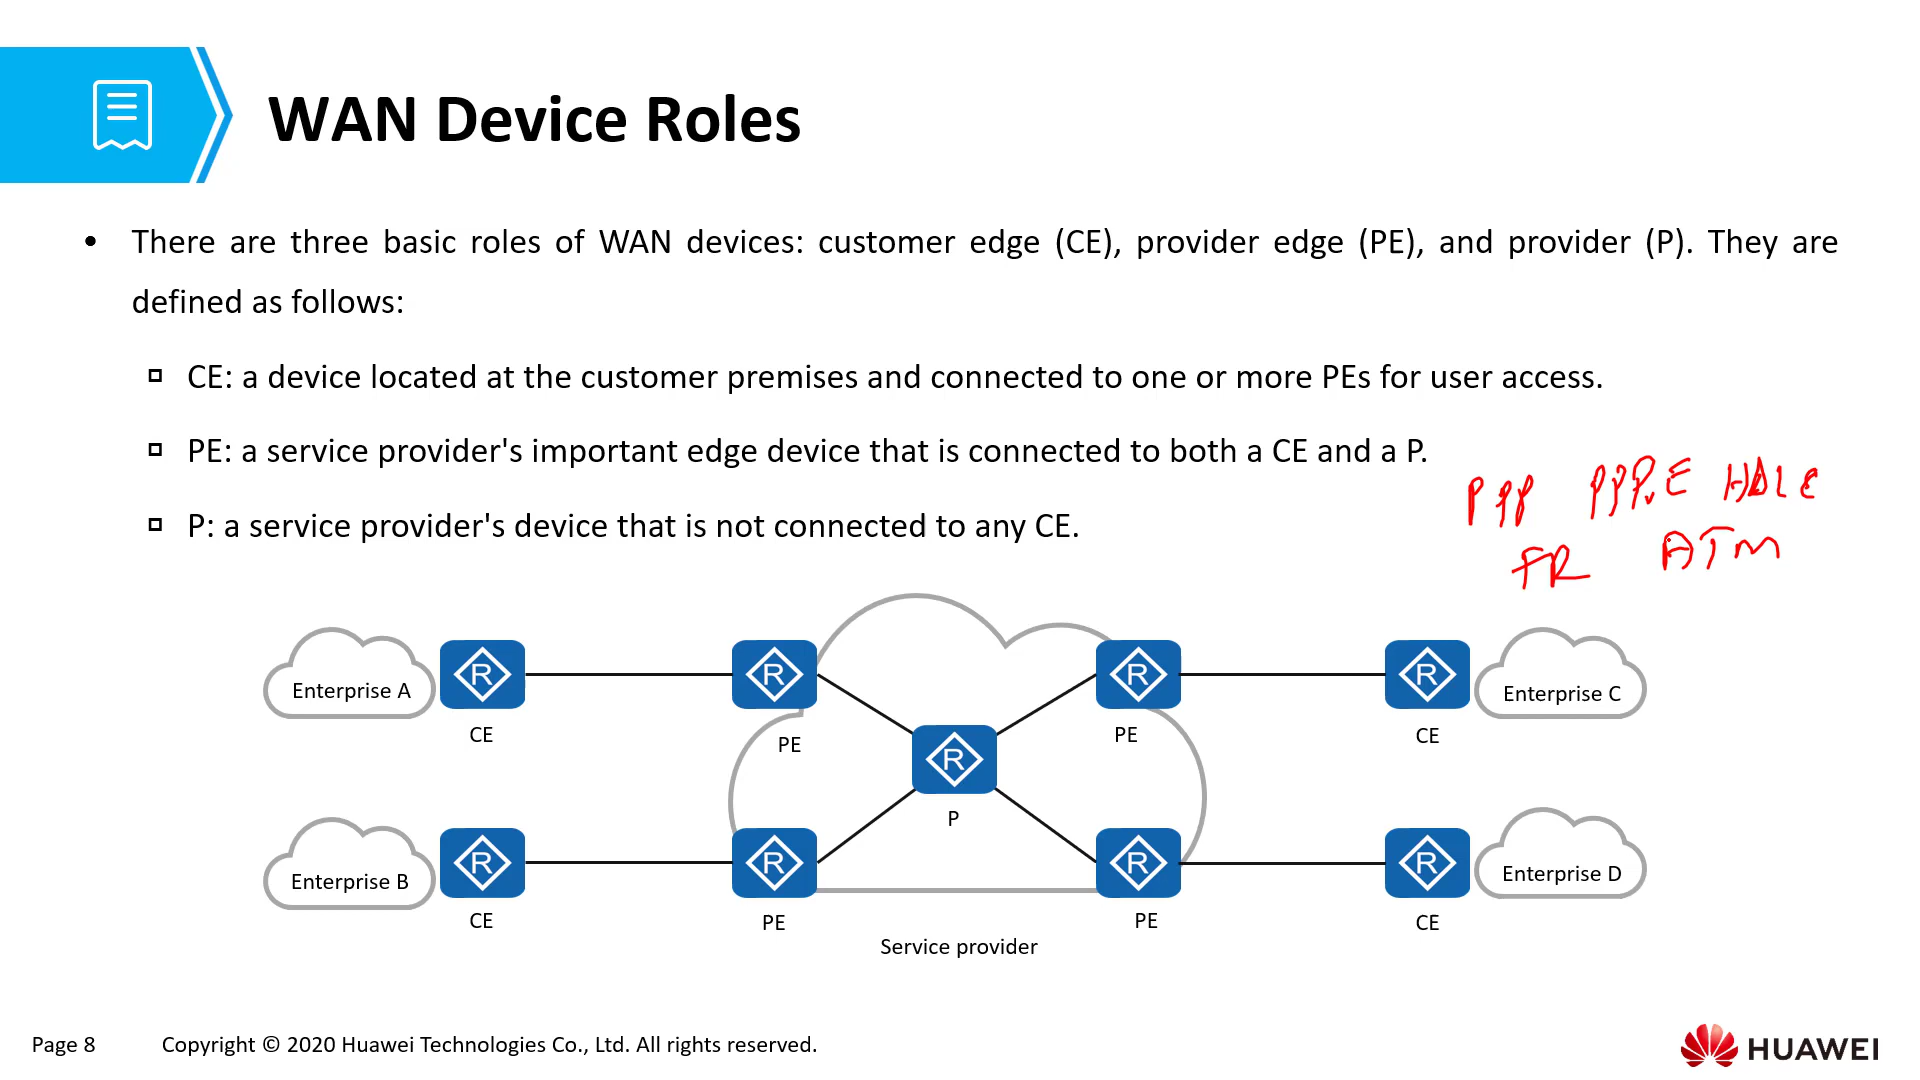 WAN Device Roles
• There are three basic roles of WAN devices: customer edge (CE), provider edge (PE), and provider (P). They are
defined as follows:
CE: a device located at the customer premises and connected to one or more PEs for user access.
PE: a service provider's important edge device that is connected to both a CE and a P.
P: a service provider's device that is not connected to any CE.
PPP PPPoE HDLC
FR ATM
Enterprise A R R R R Enterprise C
CE PE PE CE
R
P
Enterprise B R R R R Enterprise D
CE PE PE CE
Service provider
Page 8 Copyright © 2020 Huawei Technologies Co., Ltd. All rights reserved.
HUAWEI